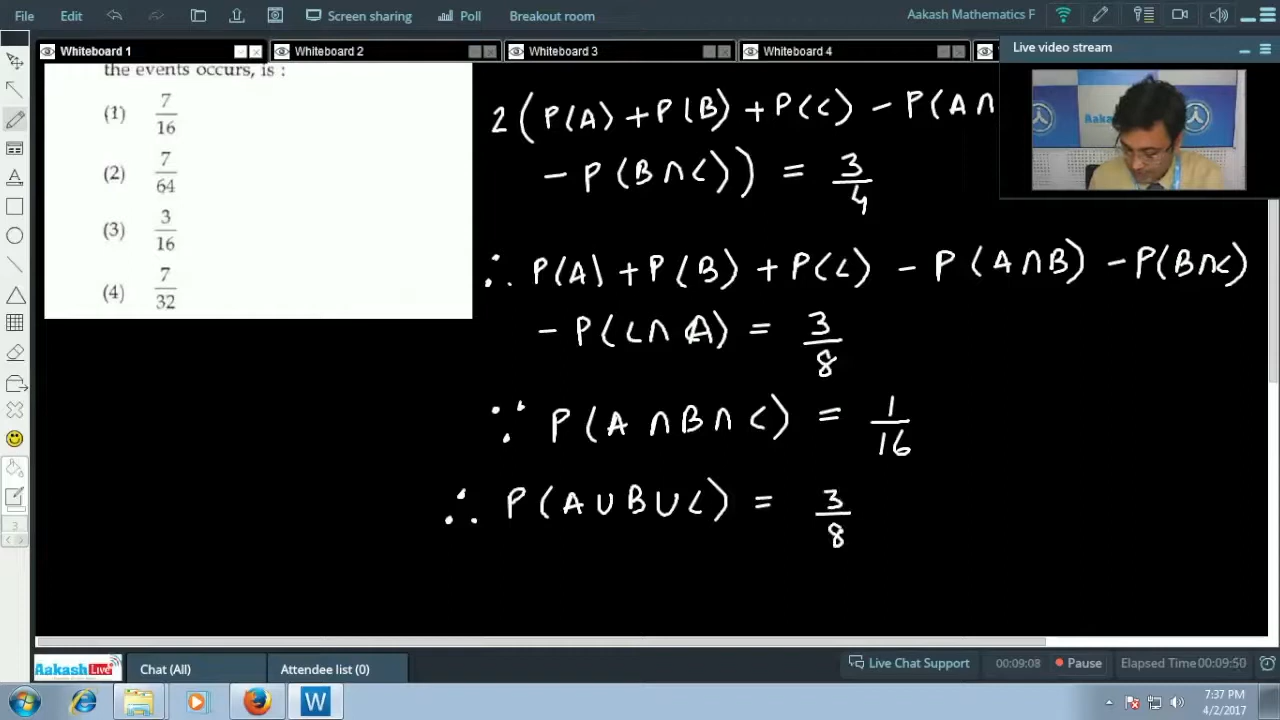 File Edit Screen sharing Poll Breakout room Aakash Mathematics F
Whiteboard 1 Whiteboard 2 Whiteboard 3 Whiteboard 4
Live video stream
the events occurs, is :
(1) 7/16
(2) 7/64
(3) 3/16
(4) 7/32
2(P(A) + P(B) + P(C) − P(A ∩
− P(B ∩ C)) = 3/4
∴ P(A) + P(B) + P(C) − P(A ∩ B) − P(B ∩ C)
− P(C ∩ A) = 3/8
∵ P(A ∩ B ∩ C) = 1/16
∴ P(A ∪ B ∪ C) = 3/8
3
Aakash Live Chat (All) Attendee list (0) Live Chat Support 00:09:08 Pause Elapsed Time 00:09:50
7:37 PM
4/2/2017